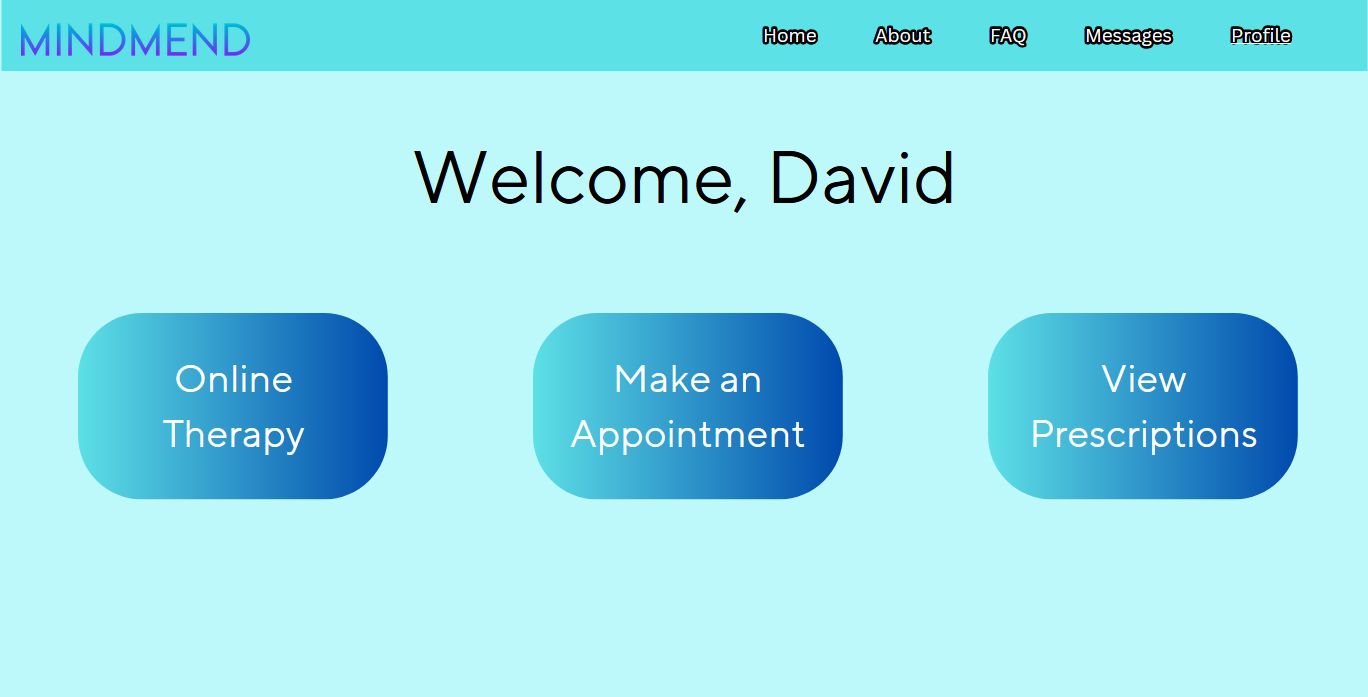 MINDMEND
Home About FAQ Messages Profile
Welcome, David
Online
Therapy
Make an
Appointment
View
Prescriptions